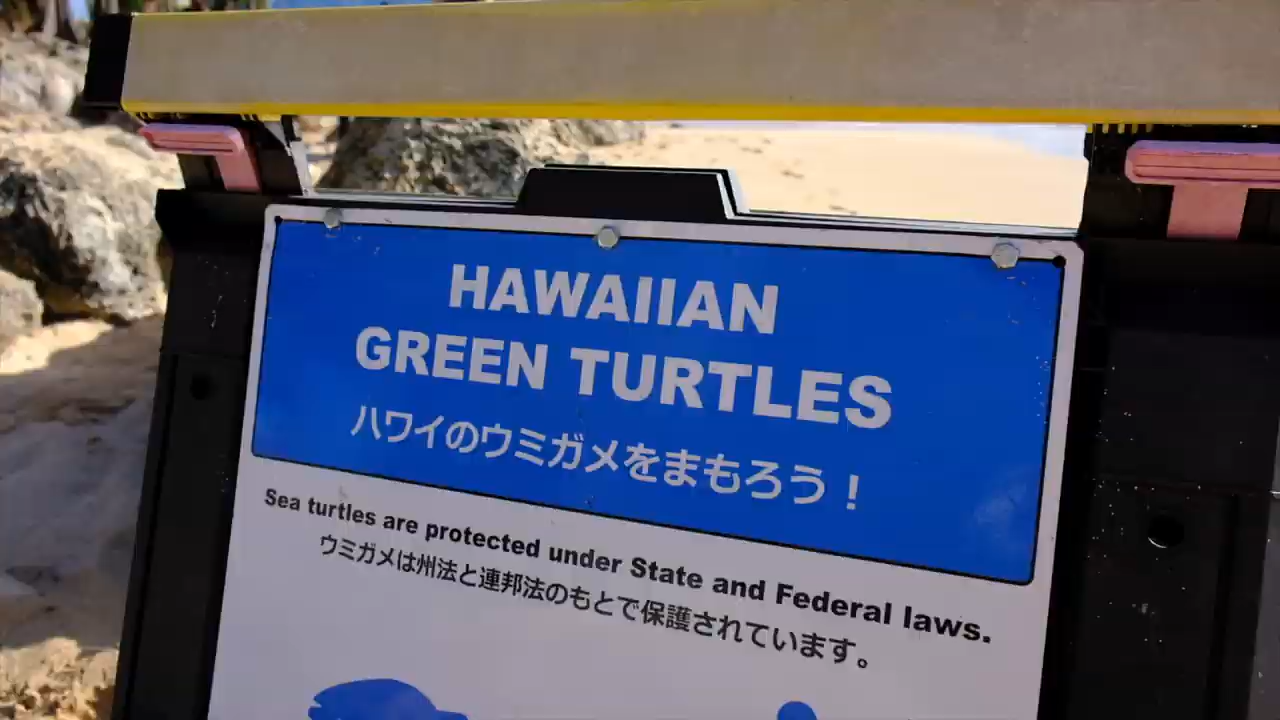 HAWAIIAN
GREEN TURTLES
ハワイのウミガメをまもろう！
Sea turtles are protected under State and Federal laws.
ウミガメは州法と連邦法のもとで保護されています。